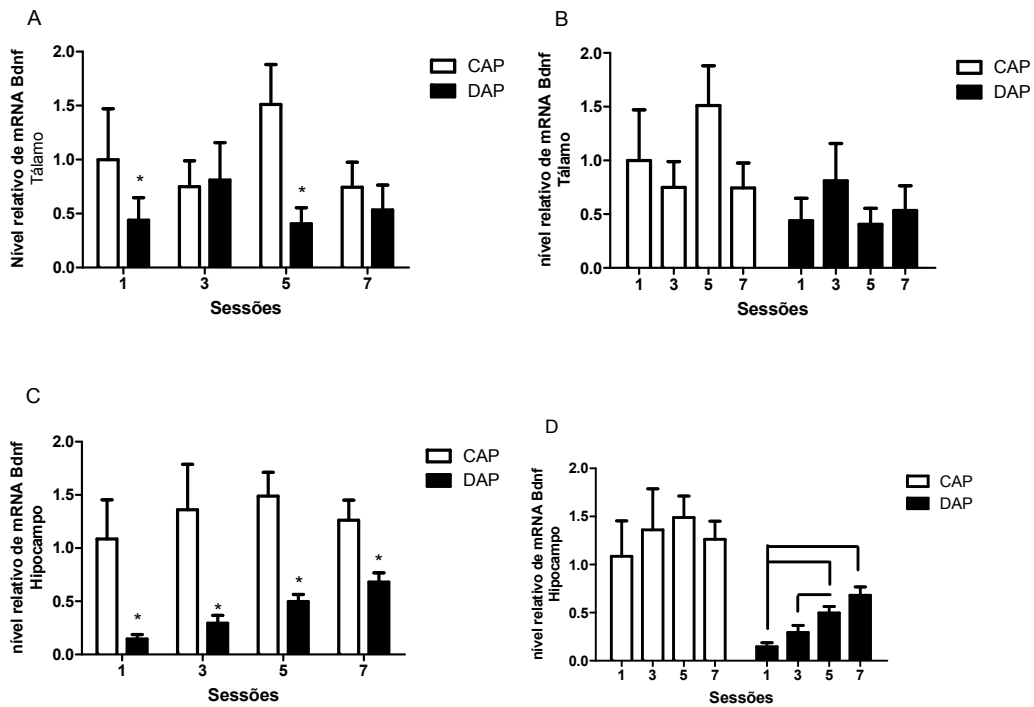 A
Nível relativo de mRNA Bdnf
Tálamo
2.0
1.5
1.0
0.5
0.0
*
*
1 3 5 7
Sessões
CAP
DAP
B
nível relativo de mRNA Bdnf
Tálamo
2.0
1.5
1.0
0.5
0.0
1 3 5 7 1 3 5 7
Sessões
CAP
DAP
C
nível relativo de mRNA Bdnf
Hipocampo
2.0
1.5
1.0
0.5
0.0
*
*
*
*
1 3 5 7
Sessões
CAP
DAP
D
nível relativo de mRNA Bdnf
Hipocampo
2.0
1.5
1.0
0.5
0.0
1 3 5 7 1 3 5 7
Sessões
CAP
DAP